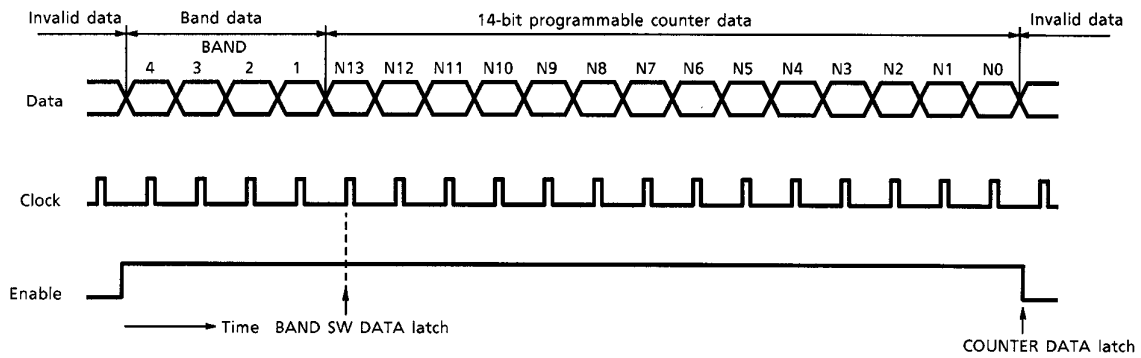 Invalid data Band data 14-bit programmable counter data Invalid data
BAND
4 3 2 1 N13 N12 N11 N10 N9 N8 N7 N6 N5 N4 N3 N2 N1 N0
Data
Clock
Enable
Time BAND SW DATA latch
COUNTER DATA latch